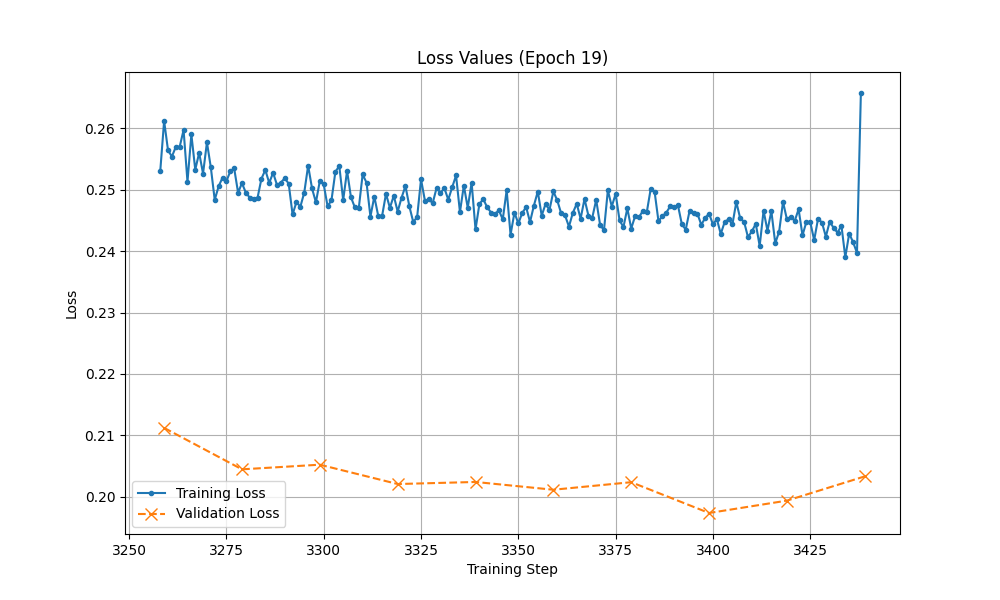 Loss Values (Epoch 19)
Loss
0.26
0.25
0.24
0.23
0.22
0.21
0.20
Training Loss
Validation Loss
3250 3275 3300 3325 3350 3375 3400 3425
Training Step